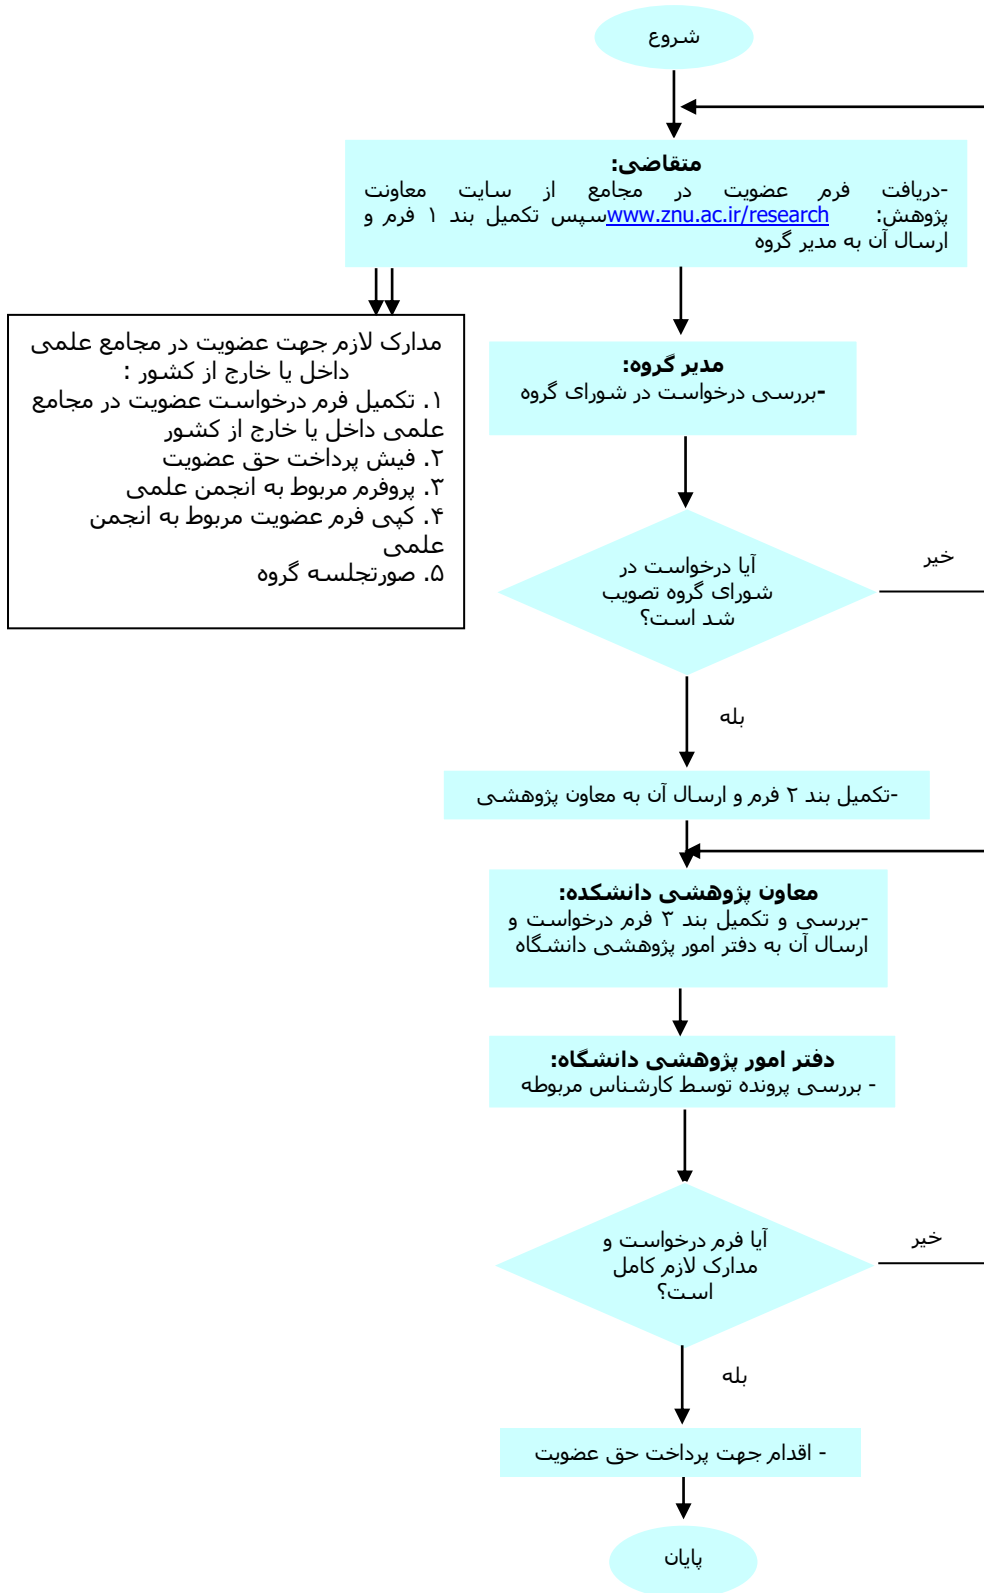 شروع
متقاضی:
-دریافت فرم عضویت در مجامع از سایت معاونت
پژوهش: www.znu.ac.ir/researchسپس تکمیل بند ۱ فرم و
ارسال آن به مدیر گروه
مدارک لازم جهت عضویت در مجامع علمی
داخل یا خارج از کشور :
۱. تکمیل فرم درخواست عضویت در مجامع
علمی داخل یا خارج از کشور
۲. فیش پرداخت حق عضویت
۳. پروفرم مربوط به انجمن علمی
۴. کپی فرم عضویت مربوط به انجمن
علمی
۵. صورتجلسه گروه
مدیر گروه:
-بررسی درخواست در شورای گروه
آیا درخواست در
شورای گروه تصویب
شد است؟
خیر
بله
-تکمیل بند ۲ فرم و ارسال آن به معاون پژوهشی
معاون پژوهشی دانشکده:
-بررسی و تکمیل بند ۳ فرم درخواست و
ارسال آن به دفتر امور پژوهشی دانشگاه
دفتر امور پژوهشی دانشگاه:
- بررسی پرونده توسط کارشناس مربوطه
آیا فرم درخواست و
مدارک لازم کامل
است؟
خیر
بله
- اقدام جهت پرداخت حق عضویت
پایان